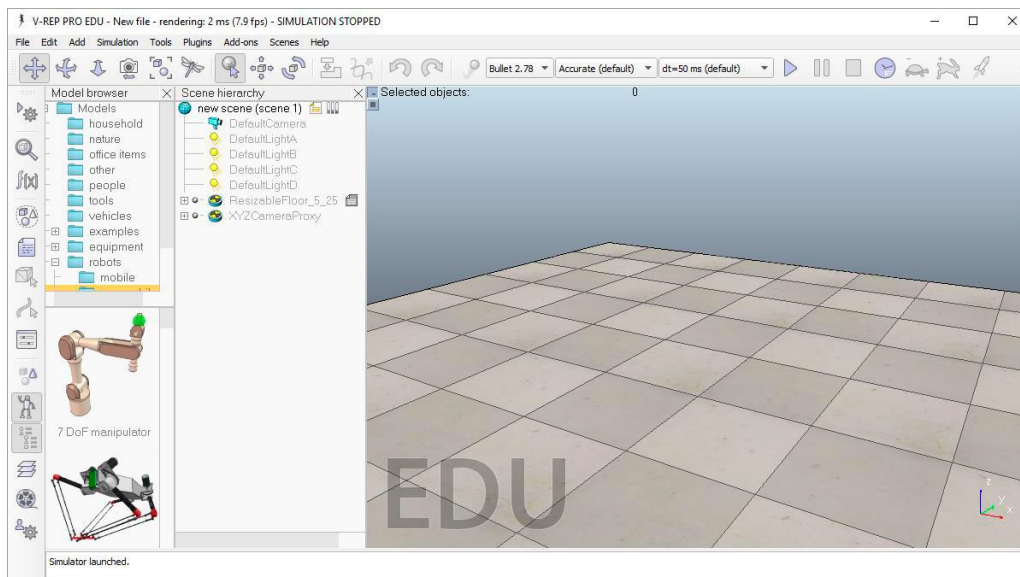 V-REP PRO EDU - New file - rendering: 2 ms (7.9 fps) - SIMULATION STOPPED
File Edit Add Simulation Tools Plugins Add-ons Scenes Help
Bullet 2.78 Accurate (default) dt=50 ms (default)
Model browser
Models
household
nature
office items
other
people
tools
vehicles
examples
equipment
robots
mobile
7 DoF manipulator
Scene hierarchy
new scene (scene 1)
DefaultCamera
DefaultLightA
DefaultLightB
DefaultLightC
DefaultLightD
ResizableFloor_5_25
XYZCameraProxy
Selected objects: 0
EDU
z
y
x
f(x)
Simulator launched.